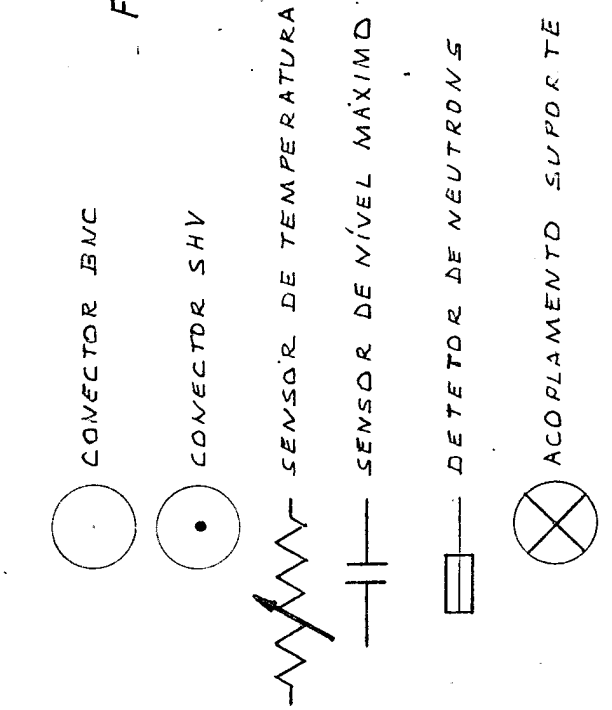 F
CONECTOR BNC
CONECTOR SHV
SENSOR DE TEMPERATURA
SENSOR DE NÍVEL MÁXIMO
DETETOR DE NEUTRONS
ACOPLAMENTO SUPORTE